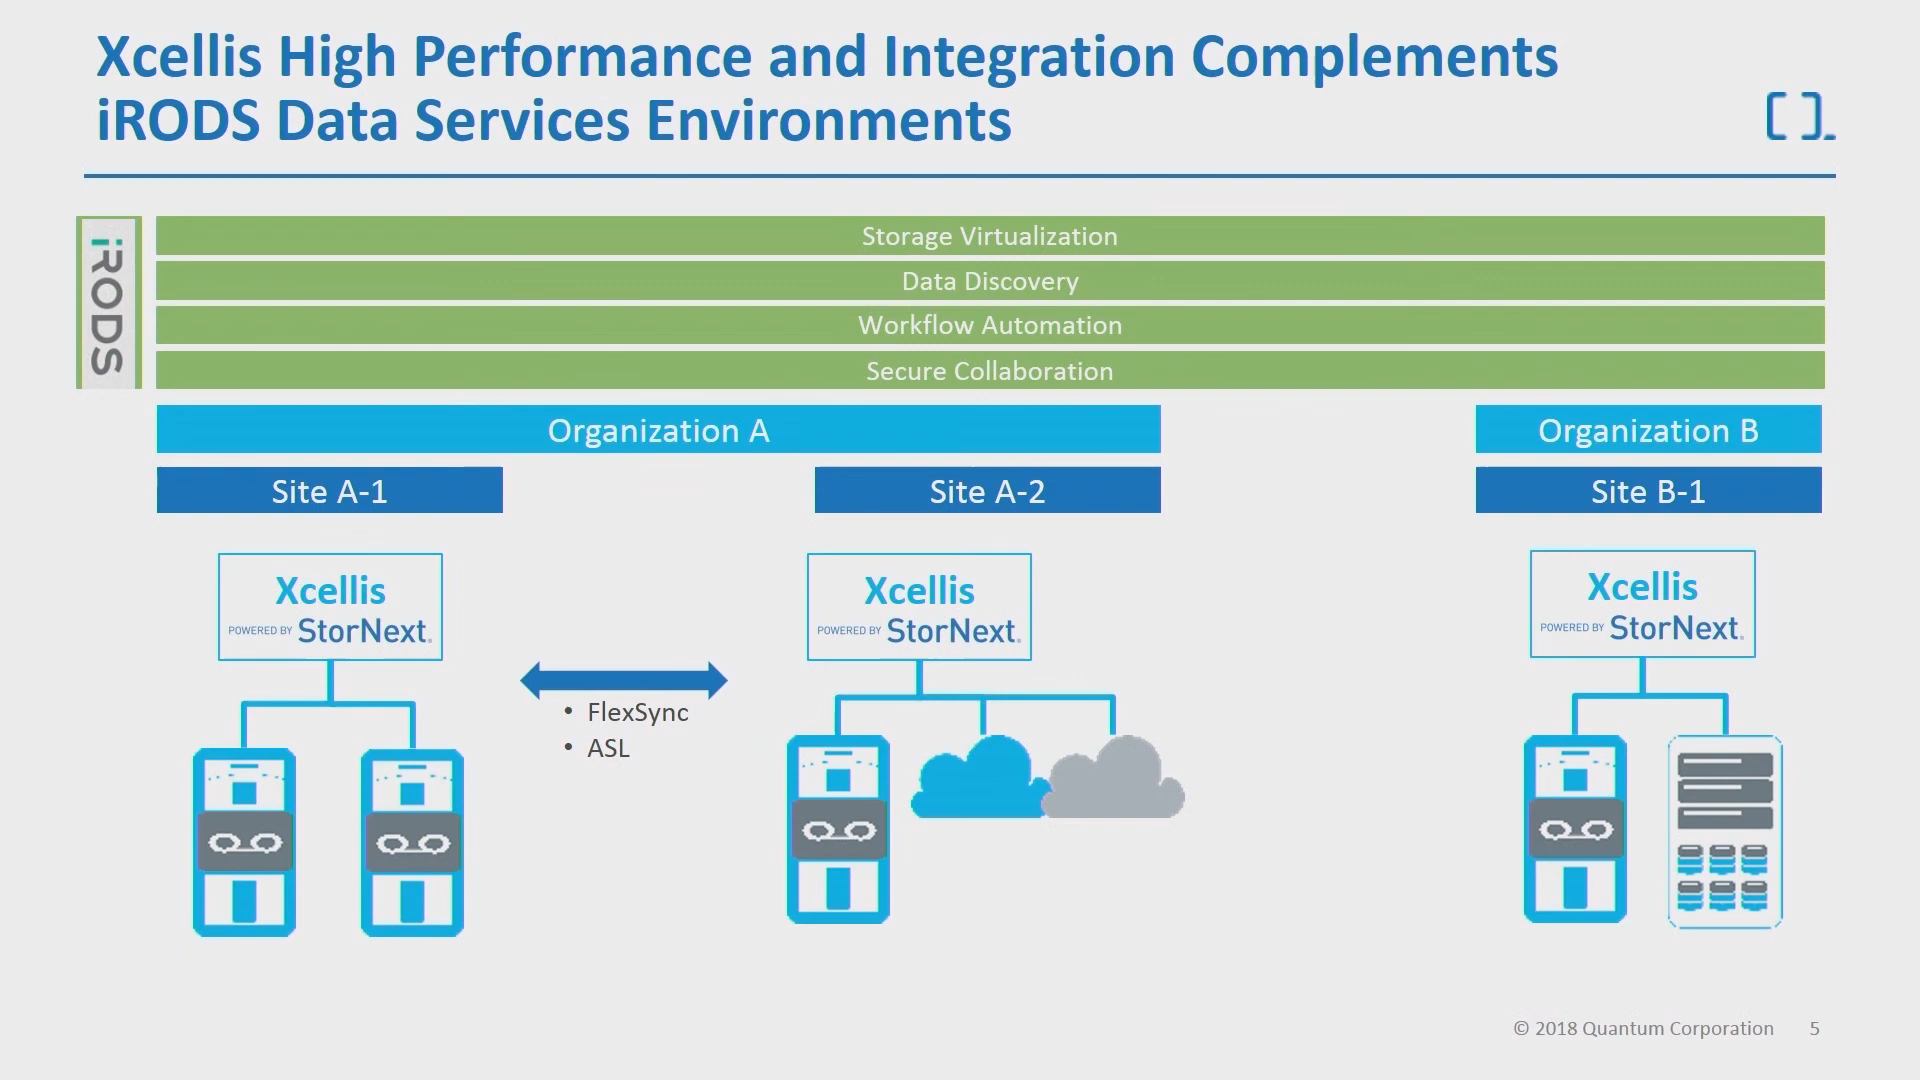 Xcellis High Performance and Integration Complements
iRODS Data Services Environments
iRODS
Storage Virtualization
Data Discovery
Workflow Automation
Secure Collaboration
Organization A
Organization B
Site A-1
Site A-2
Site B-1
Xcellis
POWERED BY StorNext.
Xcellis
POWERED BY StorNext.
Xcellis
POWERED BY StorNext.
• FlexSync
• ASL
© 2018 Quantum Corporation 5